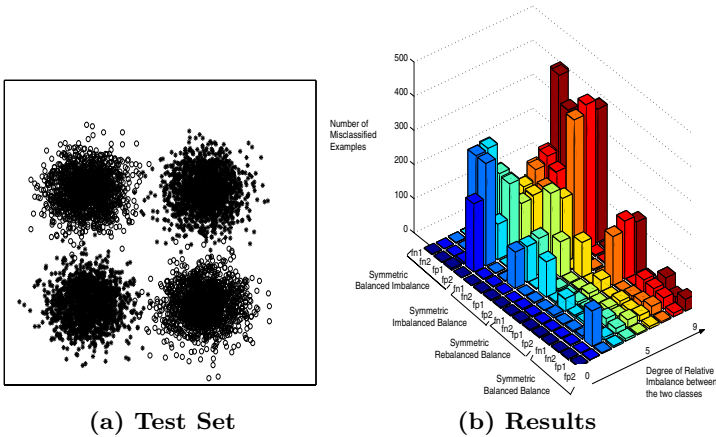 500
400
300
200
100
0
Number of
Misclassified
Examples
fn1
fn2
fp1
fp2
fn1
fn2
fp1
fp2
fn1
fn2
fp1
fp2
fn1
fn2
fp1
fp2
Symmetric
Balanced Imbalance
Symmetric
Imbalanced Balance
Symmetric
Rebalanced Balance
Symmetric
Balanced Balance
0
5
9
Degree of Relative
Imbalance between
the two classes
(a) Test Set
(b) Results